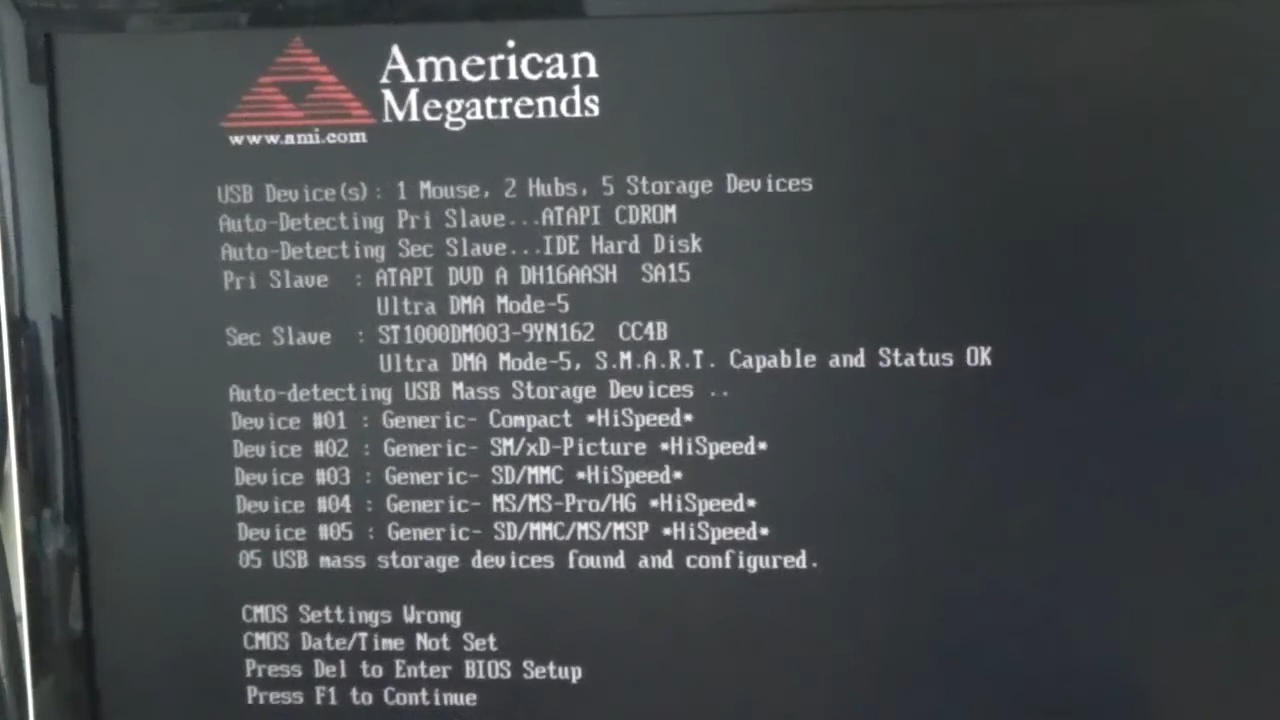 American
Megatrends
www.ami.com
USB Device(s): 1 Mouse, 2 Hubs, 5 Storage Devices
Auto-Detecting Pri Slave...ATAPI CDROM
Auto-Detecting Sec Slave...IDE Hard Disk
Pri Slave : ATAPI DVD A DH16AASH SA15
Ultra DMA Mode-5
Sec Slave : ST1000DM003-9YN162 CC4B
Ultra DMA Mode-5, S.M.A.R.T. Capable and Status OK
Auto-detecting USB Mass Storage Devices ..
Device #01 : Generic- Compact *HiSpeed*
Device #02 : Generic- SM/xD-Picture *HiSpeed*
Device #03 : Generic- SD/MMC *HiSpeed*
Device #04 : Generic- MS/MS-Pro/HG *HiSpeed*
Device #05 : Generic- SD/MMC/MS/MSP *HiSpeed*
05 USB mass storage devices found and configured.
CMOS Settings Wrong
CMOS Date/Time Not Set
Press Del to Enter BIOS Setup
Press F1 to Continue